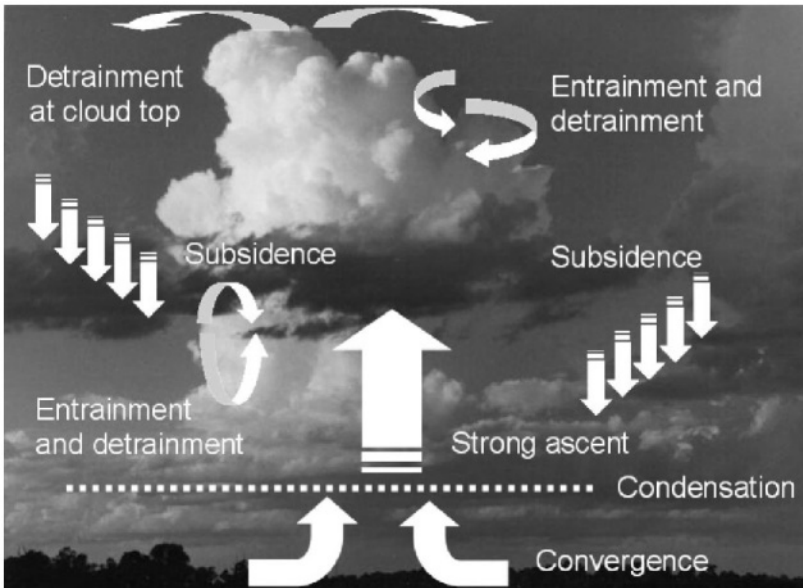 Detrainment
at cloud top
Entrainment and
detrainment
Subsidence
Subsidence
Entrainment
and detrainment
Strong ascent
Condensation
Convergence